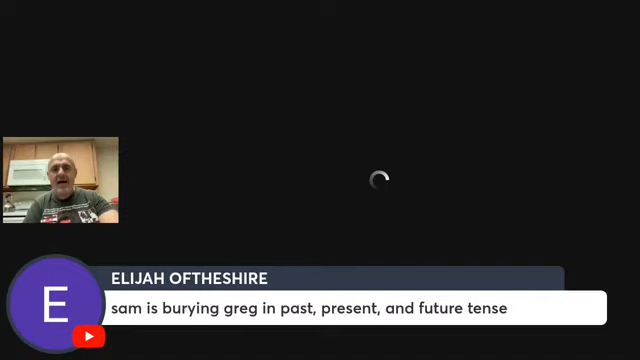 ELIJAH OFTHESHIRE
E
sam is burying greg in past, present, and future tense